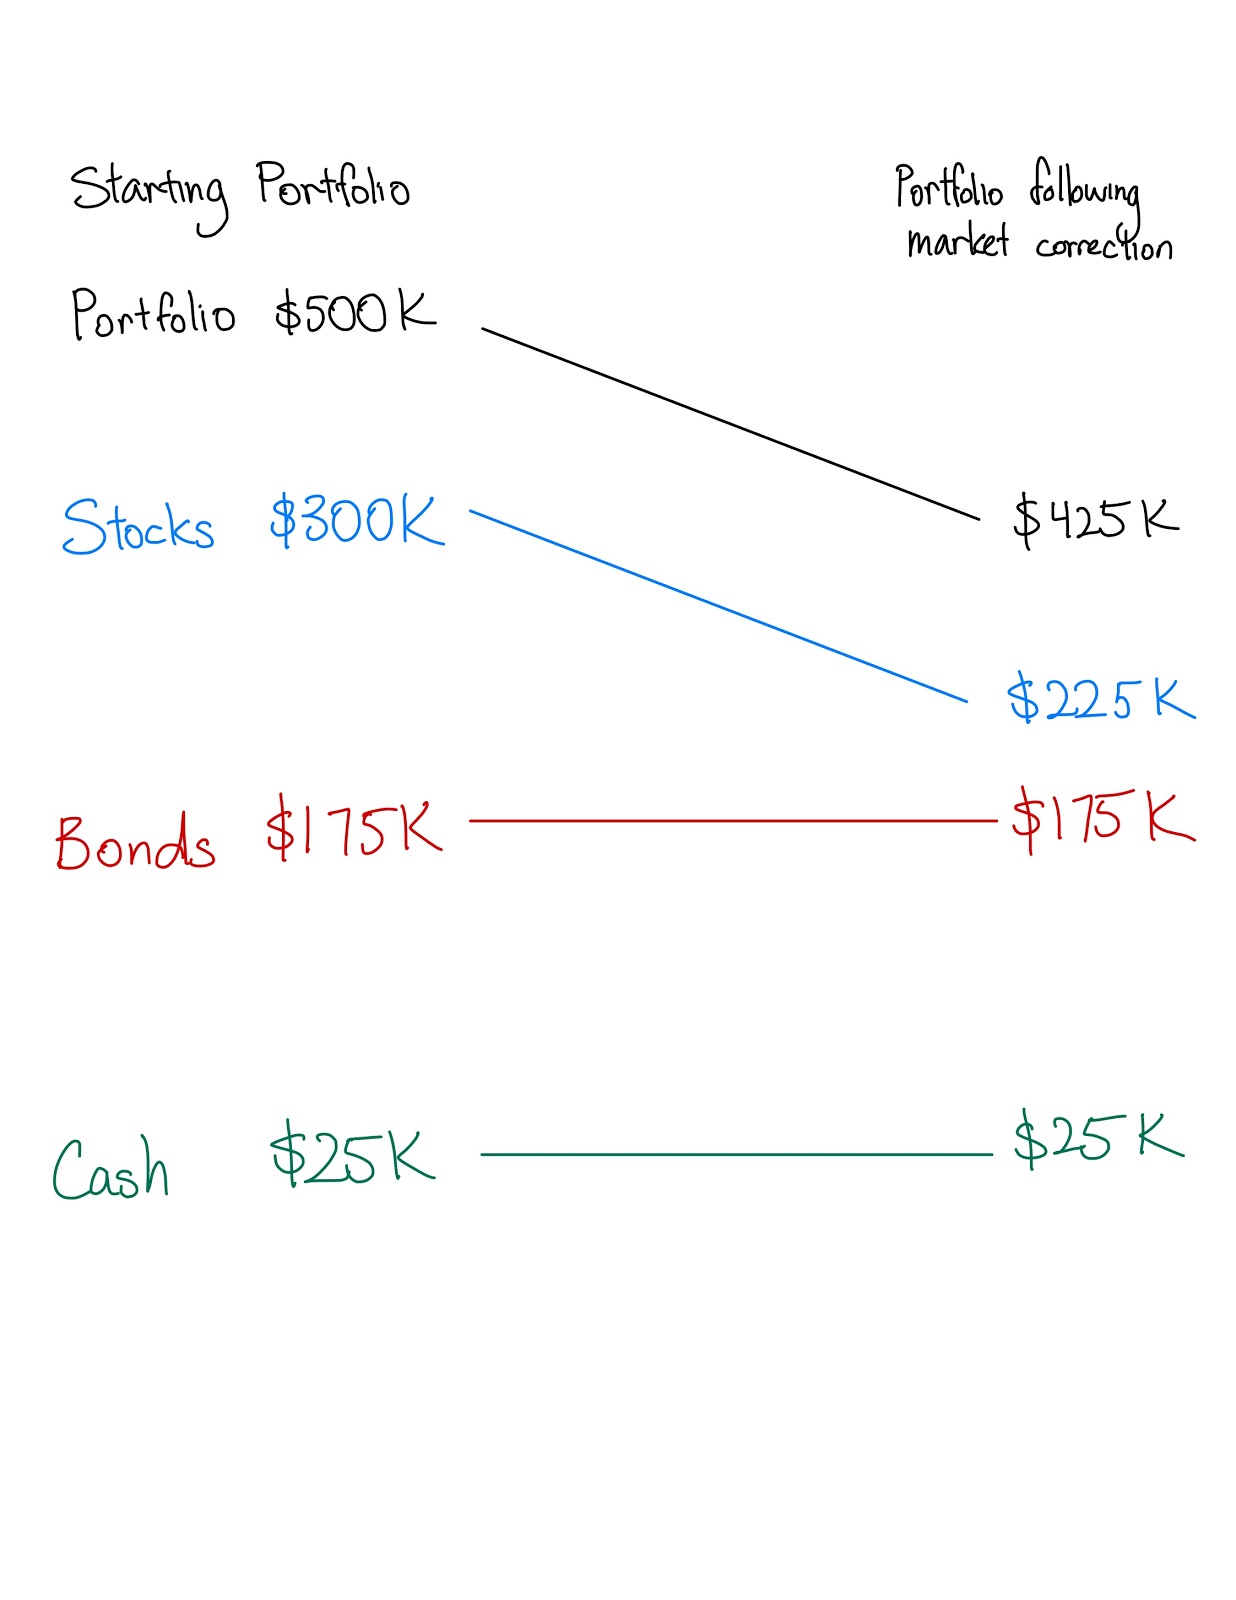 Starting Portfolio
Portfolio following
market correction
Portfolio $500K
Stocks $300K
$425K
$225K
Bonds $175K
$175K
Cash $25K
$25K